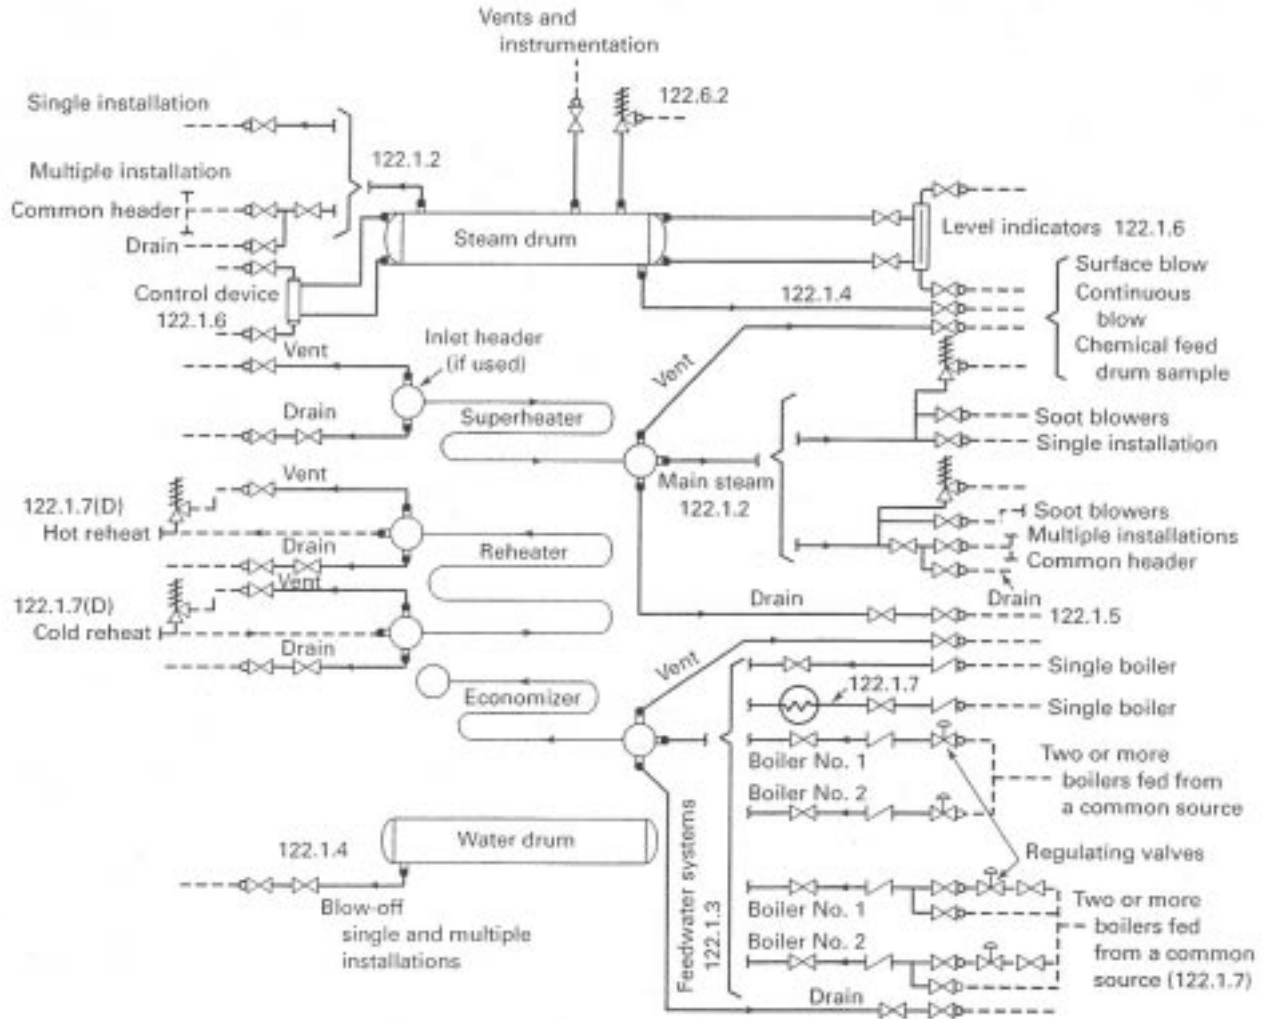 Vents and
instrumentation
Single installation
122.6.2
122.1.2
Multiple installation
Common header
Drain
Steam drum
Level indicators 122.1.6
Control device
122.1.6
122.1.4
Surface blow
Continuous
blow
Chemical feed
drum sample
Vent
Inlet header
(if used)
Drain
Superheater
Vent
Soot blowers
Single installation
Main steam
122.1.2
Vent
122.1.7(D)
Hot reheat
Drain
Reheater
Soot blowers
Multiple installations
Common header
Drain
Vent
122.1.7(D)
Cold reheat
Drain
Drain
122.1.5
Economizer
Vent
Single boiler
122.1.7
Single boiler
Boiler No. 1
Boiler No. 2
Two or more
boilers fed from
a common source
Regulating valves
Water drum
122.1.4
Blow-off
single and multiple
installations
Feedwater systems
122.1.3
Boiler No. 1
Boiler No. 2
Two or more
boilers fed
from a common
source (122.1.7)
Drain